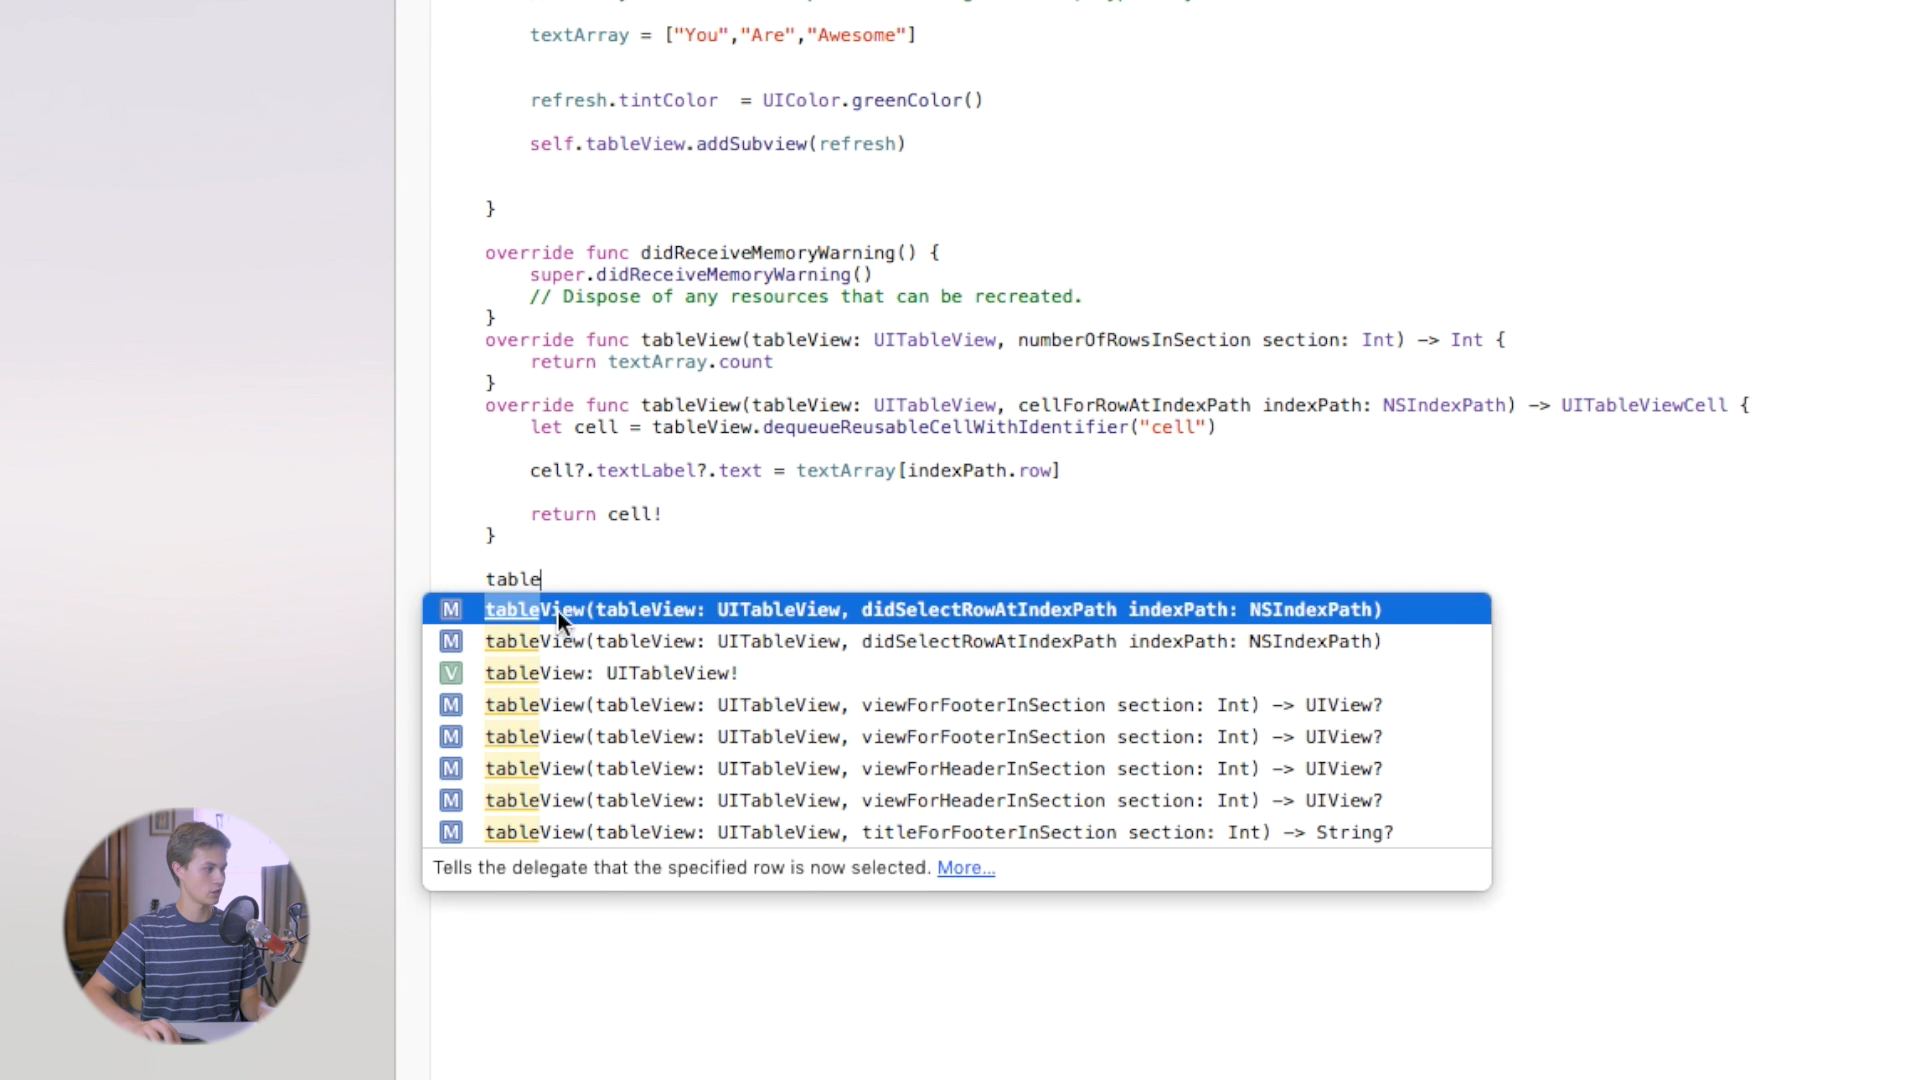 textArray = ["You","Are","Awesome"]
refresh.tintColor  = UIColor.greenColor()
self.tableView.addSubview(refresh)
}
override func didReceiveMemoryWarning() {
super.didReceiveMemoryWarning()
// Dispose of any resources that can be recreated.
}
override func tableView(tableView: UITableView, numberOfRowsInSection section: Int) -> Int {
return textArray.count
}
override func tableView(tableView: UITableView, cellForRowAtIndexPath indexPath: NSIndexPath) -> UITableViewCell {
let cell = tableView.dequeueReusableCellWithIdentifier("cell")
cell?.textLabel?.text = textArray[indexPath.row]
return cell!
}
table
M tableView(tableView: UITableView, didSelectRowAtIndexPath indexPath: NSIndexPath)
M tableView(tableView: UITableView, didSelectRowAtIndexPath indexPath: NSIndexPath)
V tableView: UITableView!
M tableView(tableView: UITableView, viewForFooterInSection section: Int) -> UIView?
M tableView(tableView: UITableView, viewForFooterInSection section: Int) -> UIView?
M tableView(tableView: UITableView, viewForHeaderInSection section: Int) -> UIView?
M tableView(tableView: UITableView, viewForHeaderInSection section: Int) -> UIView?
M tableView(tableView: UITableView, titleForFooterInSection section: Int) -> String?
Tells the delegate that the specified row is now selected. More...